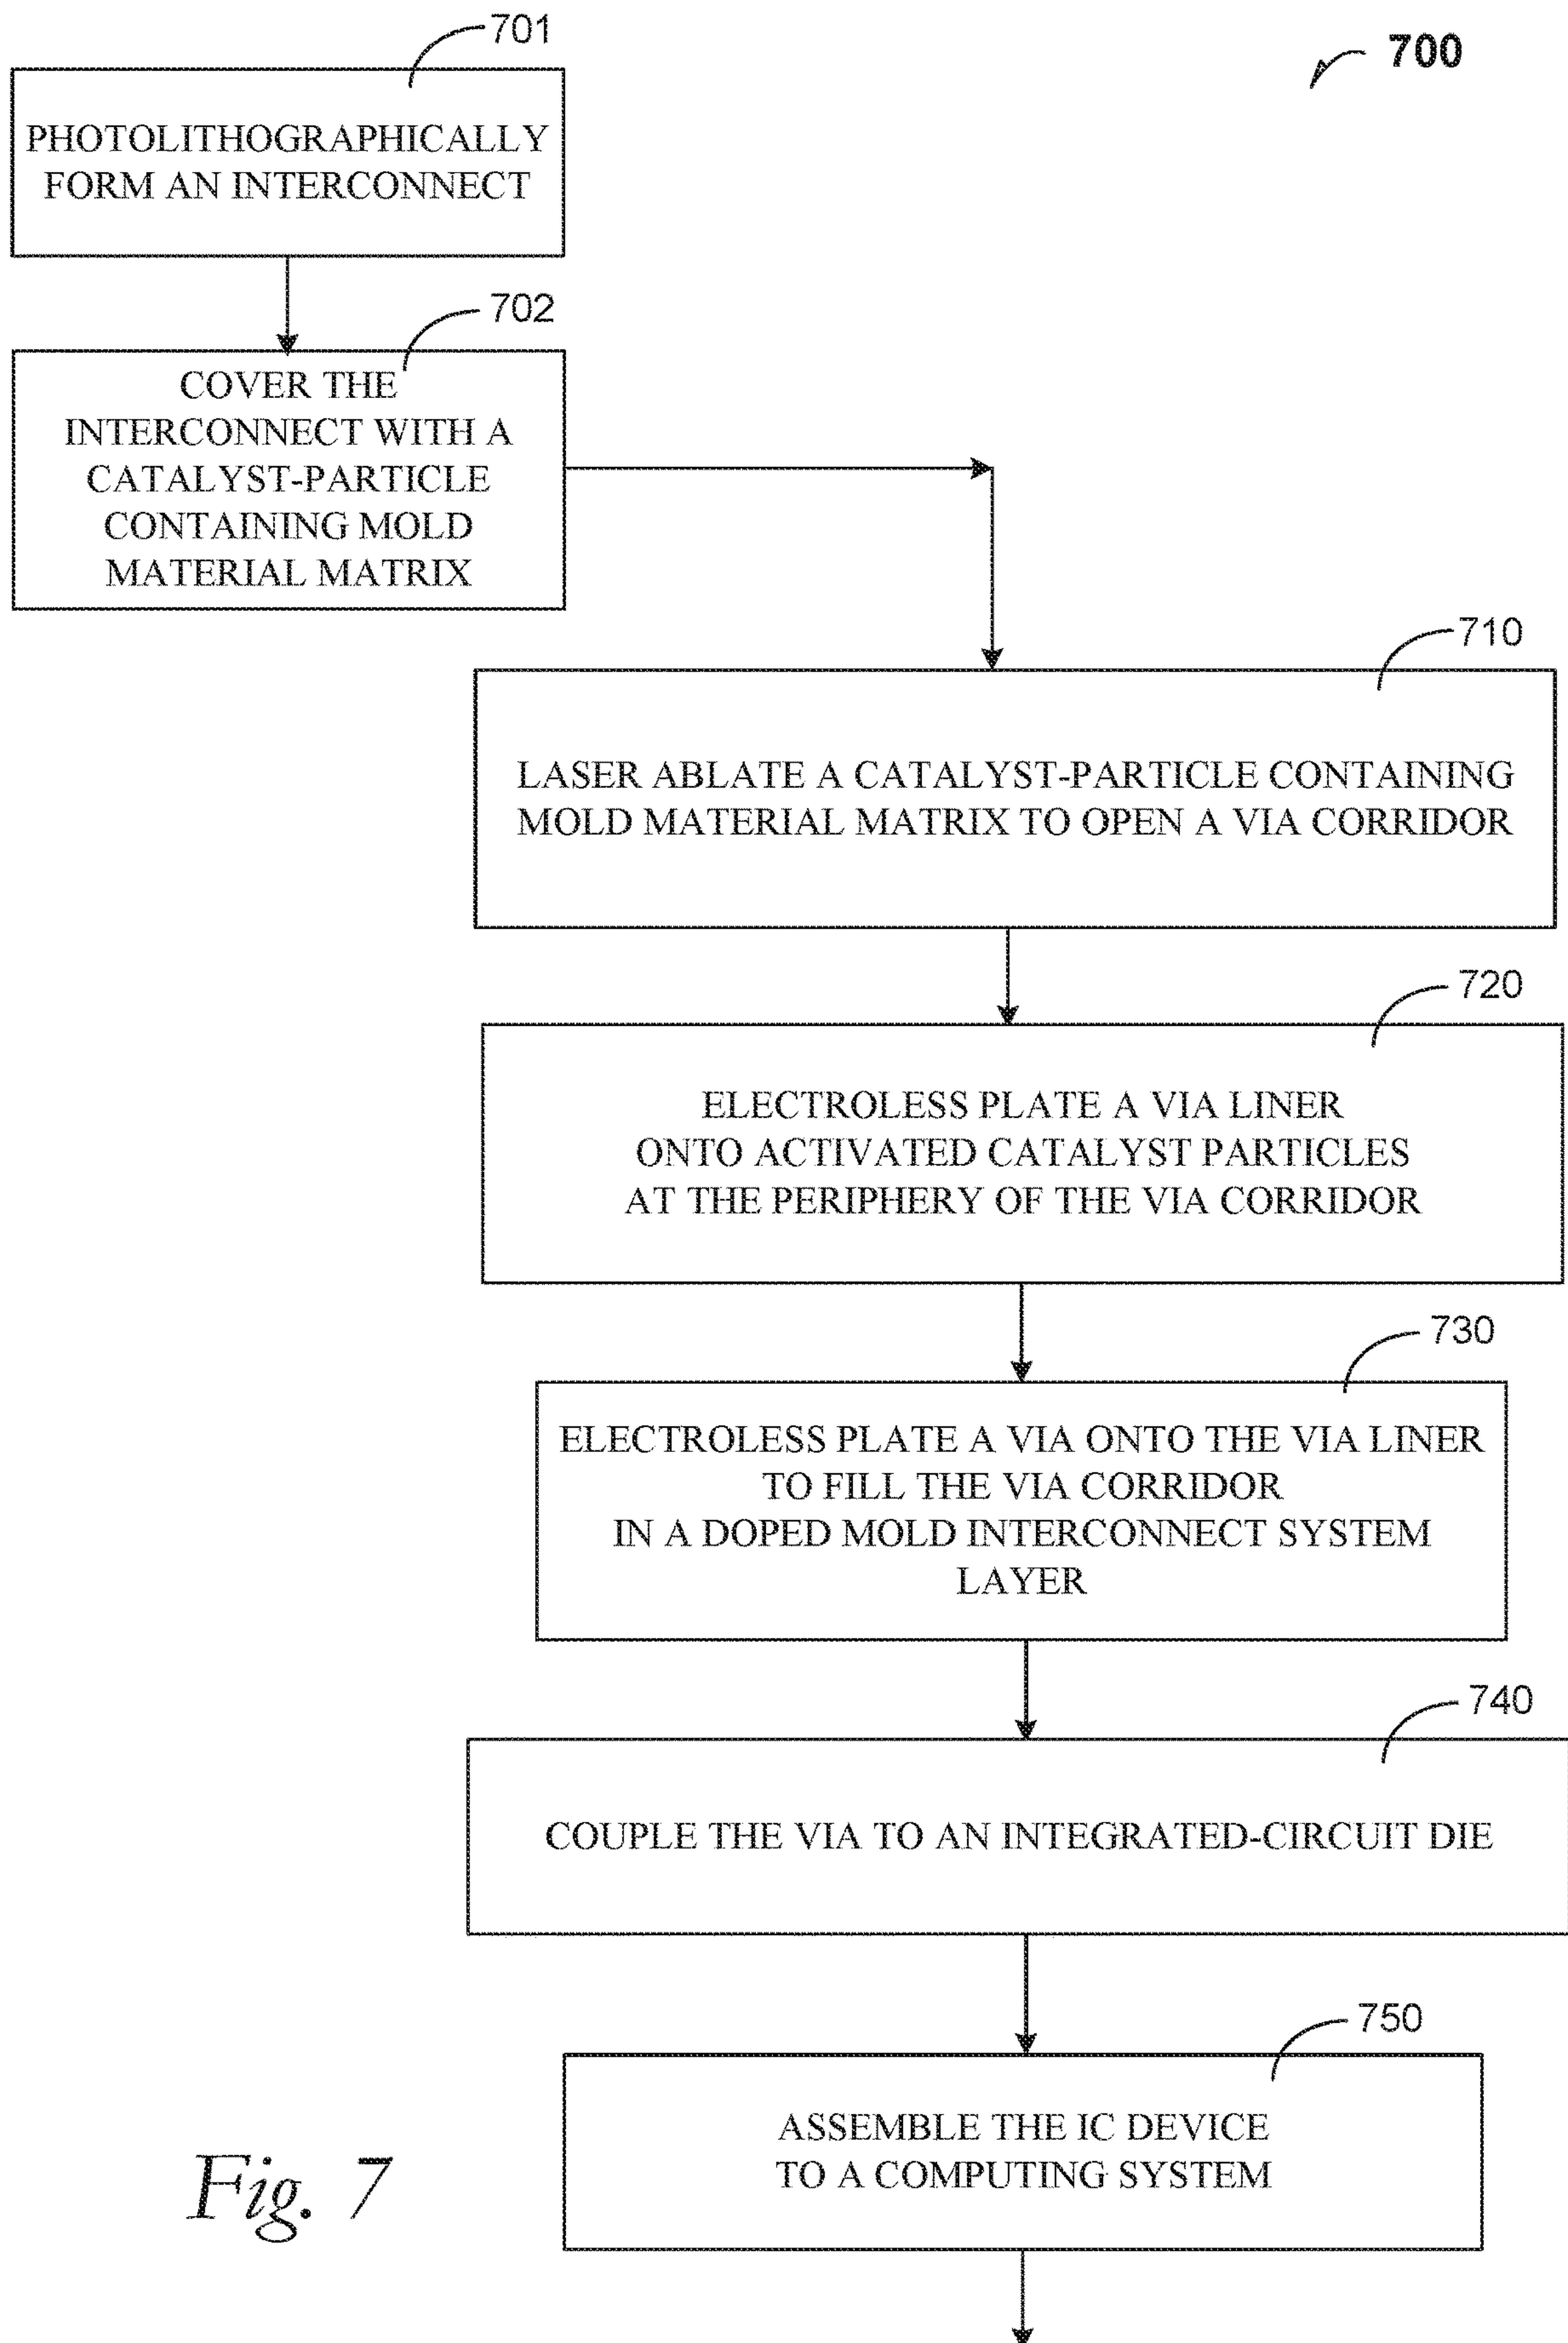 701
700
PHOTOLITHOGRAPHICALLY
FORM AN INTERCONNECT
702
COVER THE
INTERCONNECT WITH A
CATALYST-PARTICLE
CONTAINING MOLD
MATERIAL MATRIX
710
LASER ABLATE A CATALYST-PARTICLE CONTAINING
MOLD MATERIAL MATRIX TO OPEN A VIA CORRIDOR
720
ELECTROLESS PLATE A VIA LINER
ONTO ACTIVATED CATALYST PARTICLES
AT THE PERIPHERY OF THE VIA CORRIDOR
730
ELECTROLESS PLATE A VIA ONTO THE VIA LINER
TO FILL THE VIA CORRIDOR
IN A DOPED MOLD INTERCONNECT SYSTEM
LAYER
740
COUPLE THE VIA TO AN INTEGRATED-CIRCUIT DIE
750
ASSEMBLE THE IC DEVICE
TO A COMPUTING SYSTEM
Fig. 7